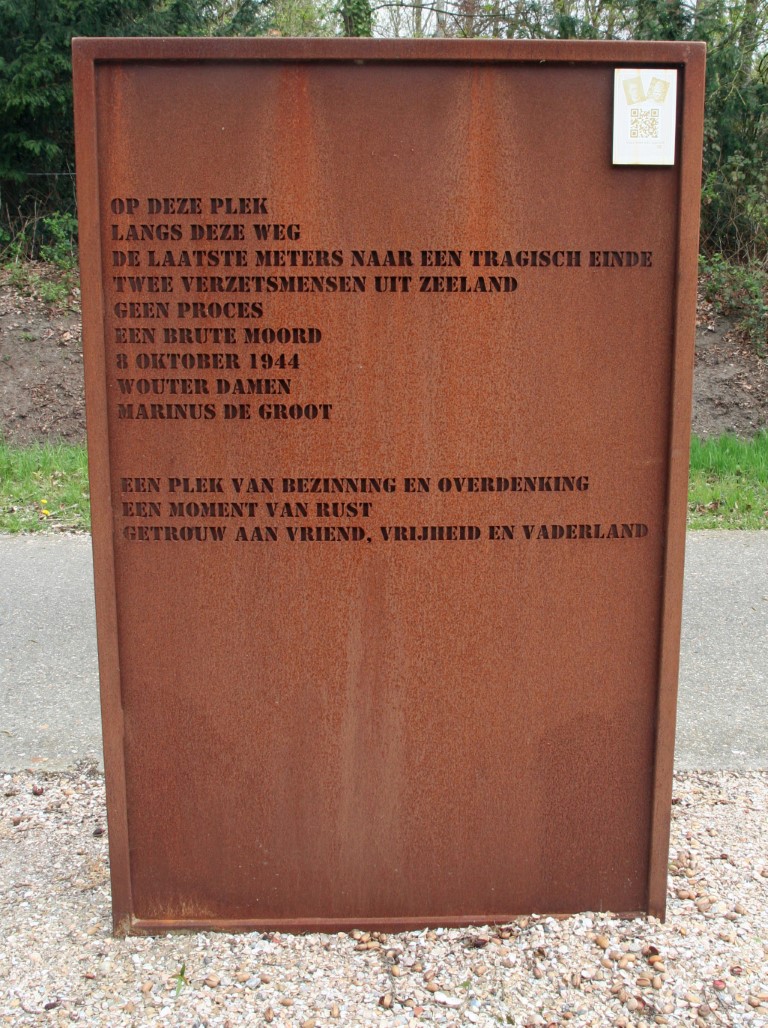 OP DEZE PLEK
LANGS DEZE WEG
DE LAATSTE METERS NAAR EEN TRAGISCH EINDE
TWEE VERZETSMENSEN UIT ZEELAND
GEEN PROCES
EEN BRUTE MOORD
8 OKTOBER 1944
WOUTER DAMEN
MARINUS DE GROOT
EEN PLEK VAN BEZINNING EN OVERDENKING
EEN MOMENT VAN RUST
GETROUW AAN VRIEND, VRIJHEID EN VADERLAND